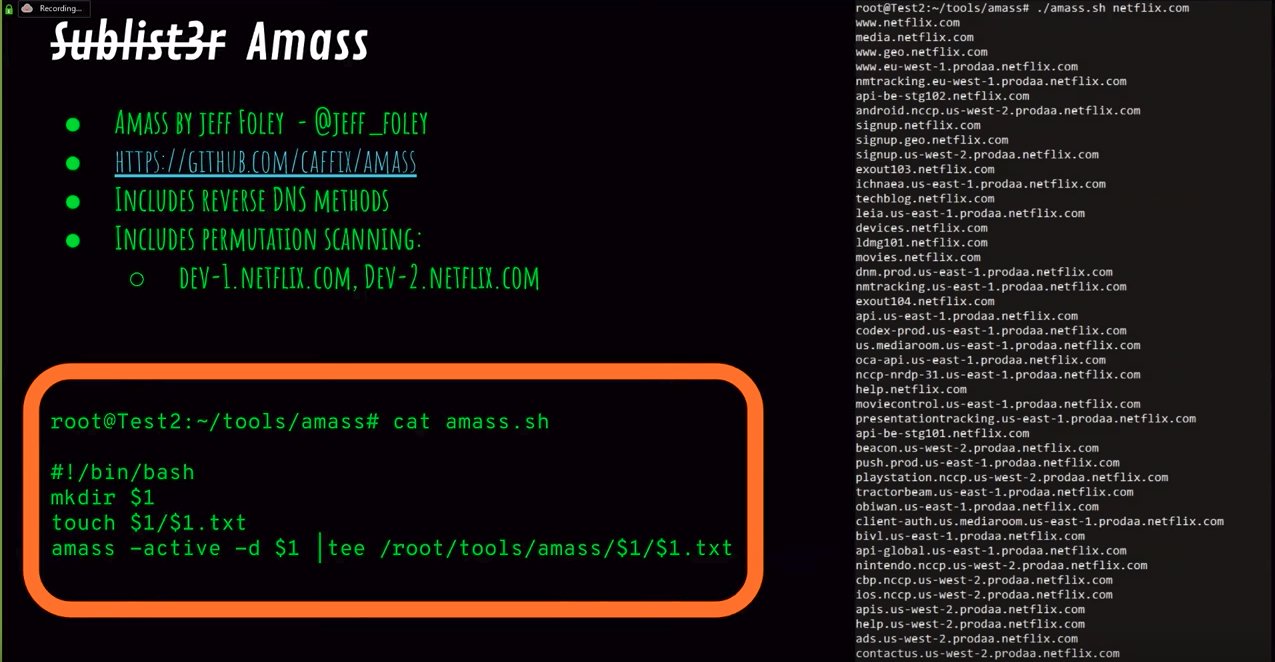 Recording...
Sublist3r Amass
Amass by Jeff Foley - @jeff_foley
https://github.com/caffix/amass
Includes reverse DNS methods
Includes permutation scanning:
dev-1.netflix.com, Dev-2.netflix.com
root@Test2:~/tools/amass# cat amass.sh
#!/bin/bash
mkdir $1
touch $1/$1.txt
amass -active -d $1 |tee /root/tools/amass/$1/$1.txt
root@Test2:~/tools/amass# ./amass.sh netflix.com
www.netflix.com
media.netflix.com
www.geo.netflix.com
www.eu-west-1.prodaa.netflix.com
nmtracking.eu-west-1.prodaa.netflix.com
api-be-stg102.netflix.com
android.nccp.us-west-2.prodaa.netflix.com
signup.netflix.com
signup.geo.netflix.com
signup.us-west-2.prodaa.netflix.com
exout103.netflix.com
ichnaea.us-east-1.prodaa.netflix.com
techblog.netflix.com
leia.us-east-1.prodaa.netflix.com
devices.netflix.com
ldmg101.netflix.com
movies.netflix.com
dnm.prod.us-east-1.prodaa.netflix.com
nmtracking.us-east-1.prodaa.netflix.com
exout104.netflix.com
api.us-east-1.prodaa.netflix.com
codex-prod.us-east-1.prodaa.netflix.com
us.mediaroom.us-east-1.prodaa.netflix.com
oca-api.us-east-1.prodaa.netflix.com
nccp-nrdp-31.us-east-1.prodaa.netflix.com
help.netflix.com
moviecontrol.us-west-2.prodaa.netflix.com
presentationtracking.us-east-1.prodaa.netflix.com
api-be-stg101.netflix.com
beacon.us-west-2.prodaa.netflix.com
push.prod.us-east-1.prodaa.netflix.com
playstation.nccp.us-west-2.prodaa.netflix.com
tractorbeam.us-east-1.prodaa.netflix.com
obiwan.us-east-1.prodaa.netflix.com
client-auth.us.mediaroom.us-east-1.prodaa.netflix.com
bivl.us-east-1.prodaa.netflix.com
api-global.us-east-1.prodaa.netflix.com
nintendo.nccp.us-west-2.prodaa.netflix.com
cbp.nccp.us-west-2.prodaa.netflix.com
ios.nccp.us-west-2.prodaa.netflix.com
apis.us-west-2.prodaa.netflix.com
help.us-west-2.prodaa.netflix.com
ads.us-west-2.prodaa.netflix.com
contactus.us-west-2.prodaa.netflix.com